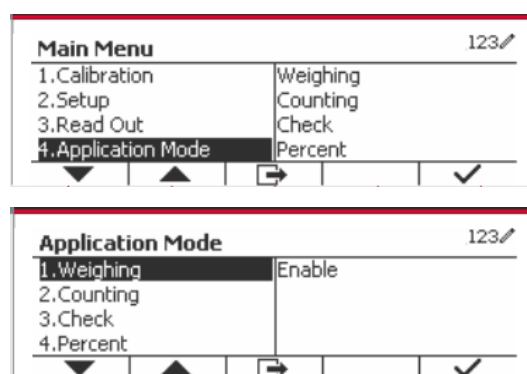 Main Menu 123
1.Calibration Weighing
2.Setup Counting
3.Read Out Check
4.Application Mode Percent
Application Mode 123
1.Weighing Enable
2.Counting
3.Check
4.Percent